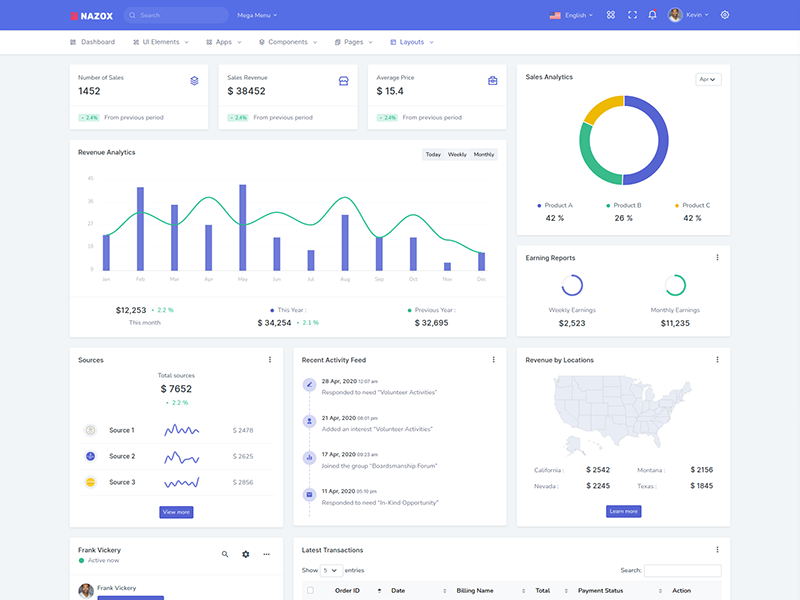 NAZOX Search Mega Menu English Kevin
Dashboard UI Elements Apps Components Pages Layouts
Number of Sales
1452
2.4% From previous period
Sales Revenue
$ 38452
2.4% From previous period
Average Price
$ 15.4
2.4% From previous period
Sales Analytics Apr
Product A Product B Product C
42 % 26 % 42 %
Revenue Analytics Today Weekly Monthly
45
36
27
18
9
Jan Feb Mar Apr May Jun Jul Aug Sep Oct Nov Dec
$12,253 2.2 %
This month
This Year :
$ 34,254 2.1 %
Previous Year :
$ 32,695
Earning Reports
Weekly Earnings Monthly Earnings
$2,523 $11,235
Sources
Total sources
$ 7652
2.2 %
Source 1 $ 2478
Source 2 $ 2625
Source 3 $ 2856
View more
Recent Activity Feed
28 Apr, 2020 12:07 am
Responded to need "Volunteer Activities"
21 Apr, 2020 08:01 pm
Added an interest "Volunteer Activities"
17 Apr, 2020 09:23 am
Joined the group "Boardsmanship Forum"
11 Apr, 2020 05:10 pm
Responded to need "In-Kind Opportunity"
Revenue by Locations
California : $ 2542 Montana : $ 2156
Nevada : $ 2245 Texas : $ 1845
Learn more
Frank Vickery
Active now
Frank Vickery
Latest Transactions
Show 5 entries Search:
Order ID Date Billing Name Total Payment Status Action